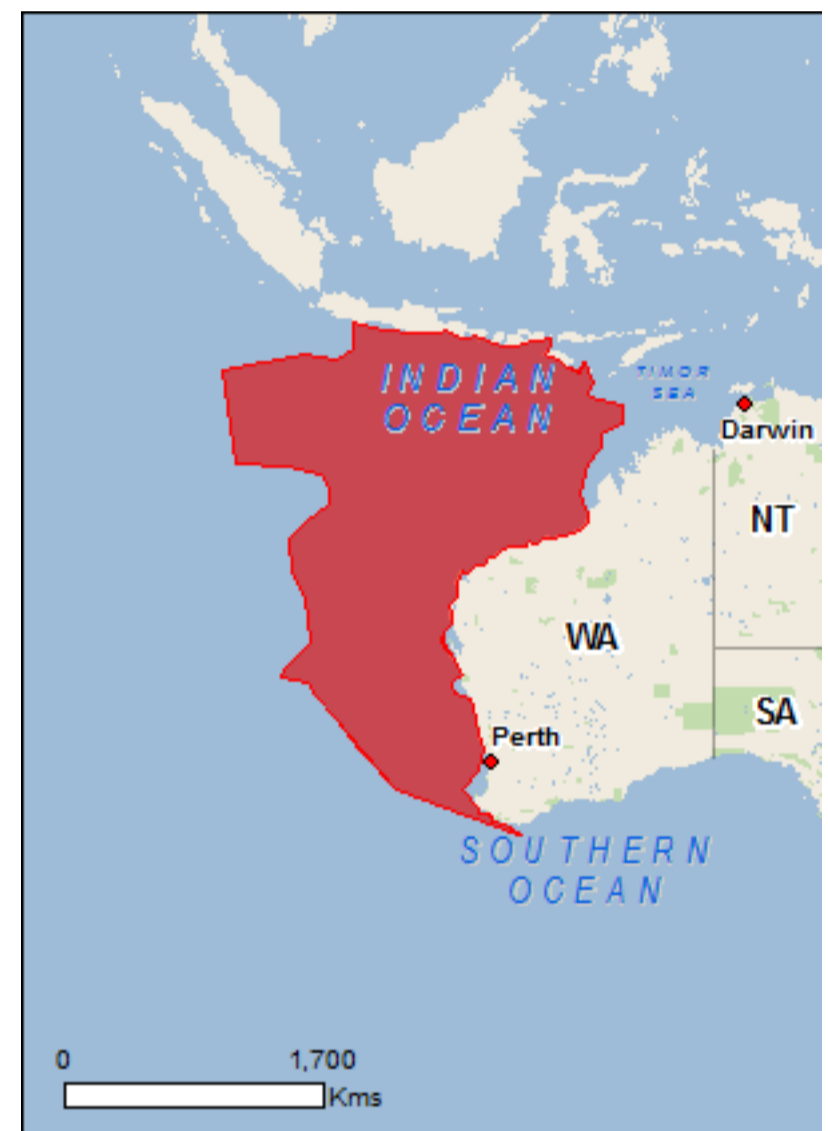 INDIAN
OCEAN
TIMOR
SEA
Darwin
NT
WA
SA
Perth
SOUTHERN
OCEAN
0 1,700
Kms